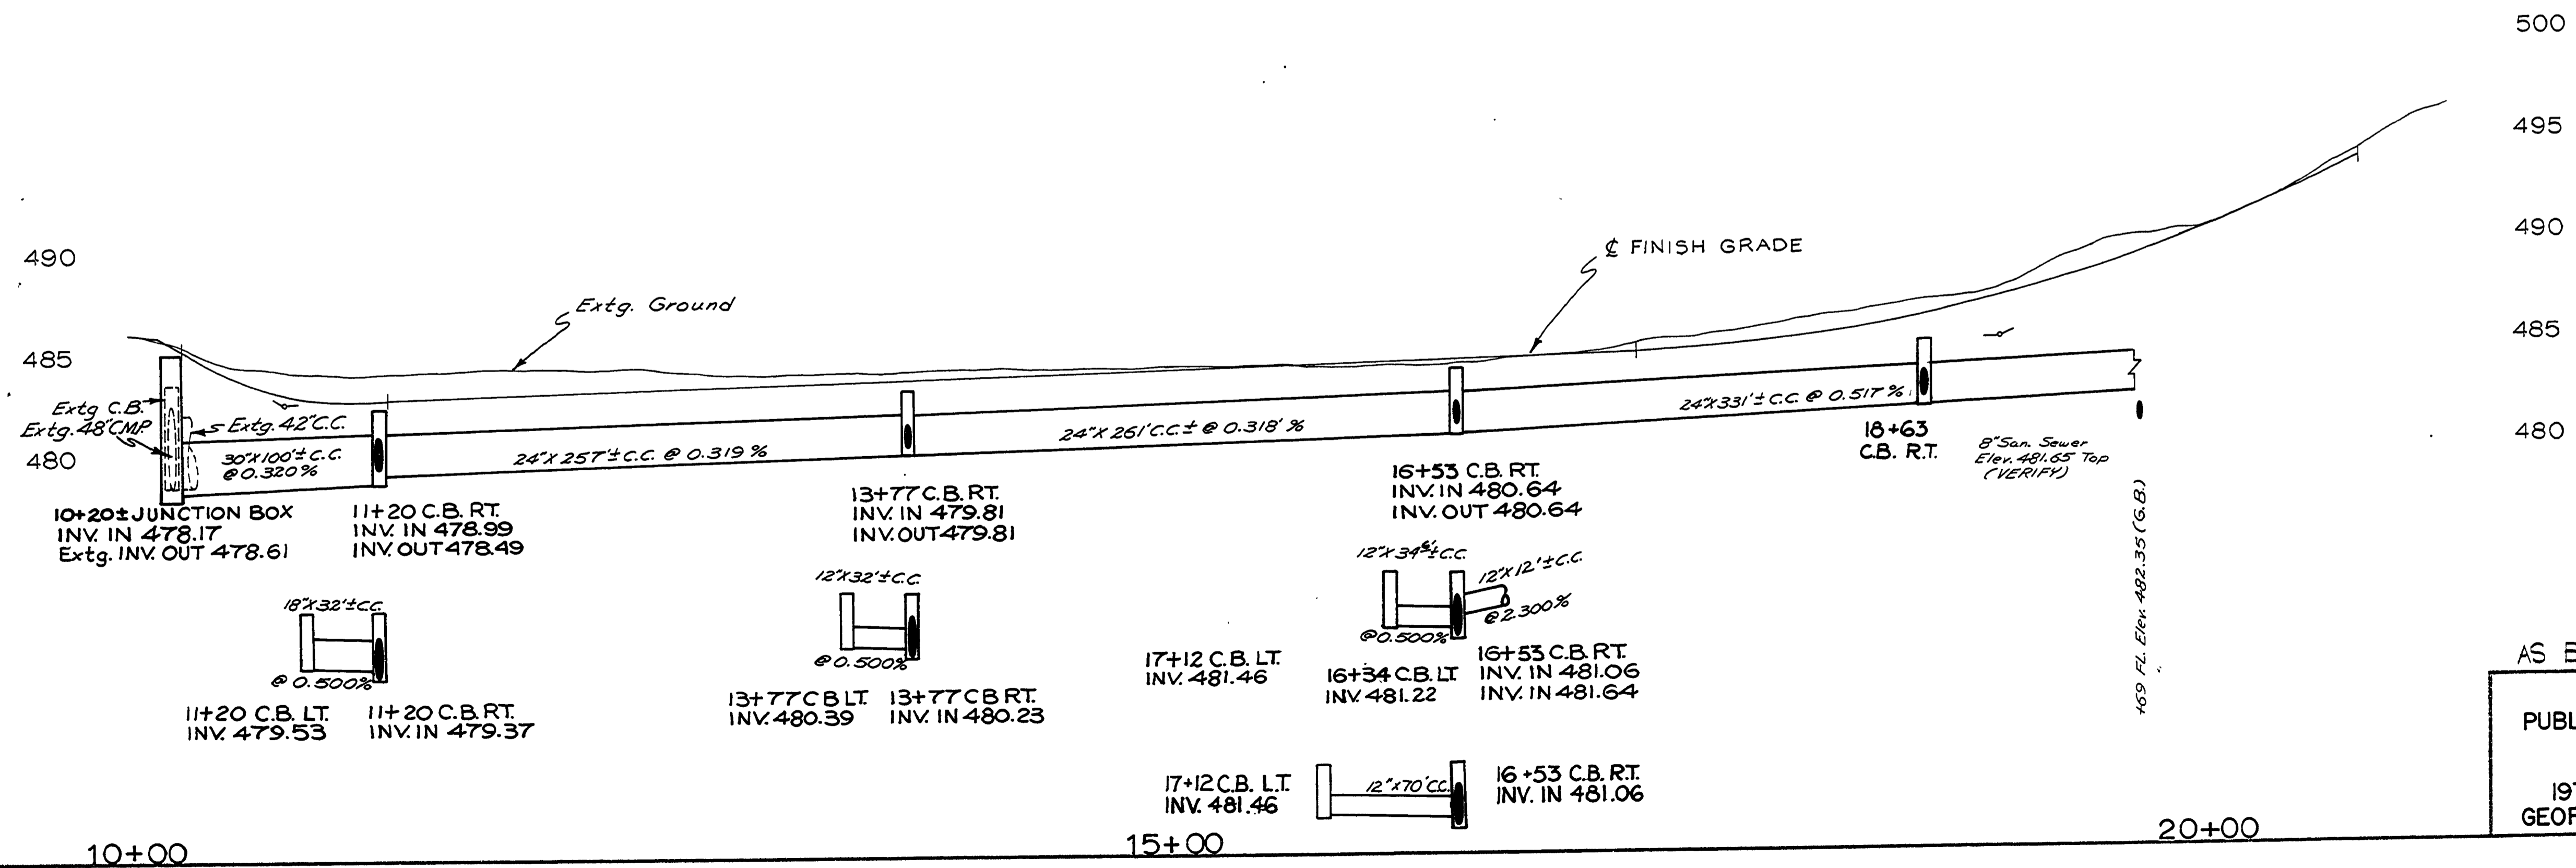 500
495
490
485
480
490
485
480
℄ FINISH GRADE
Extg. Ground
Extg C.B.
Extg. 48" C.M.P.
Extg. 42" C.C.
30"X100'± C.C.
@ 0.320%
24"X 257'± C.C. @ 0.319 %
24"X 261' C.C.± @ 0.318' %
24"X 331'± C.C. @ 0.517 %
18+63
C.B. RT.
8" San. Sewer
Elev. 481.65 Top
(VERIFY)
+69 FL. Elev. 482.35 (G.B.)
10+20± JUNCTION BOX
INV. IN 478.17
Extg. INV. OUT 478.61
11+20 C.B. RT.
INV. IN 478.99
INV. OUT 478.49
13+77 C.B. RT.
INV. IN 479.81
INV. OUT 479.81
16+53 C.B. RT.
INV. IN 480.64
INV. OUT 480.64
18"X32'± C.C.
@ 0.500%
11+20 C.B. LT.
INV. 479.53
11+20 C.B. RT.
INV. IN 479.37
12"X32'± C.C.
@ 0.500%
13+77 CB LT.
INV. 480.39
13+77 CB RT.
INV. IN 480.23
12"X 34'± C.C.
12"X12'± C.C.
@ 2.300%
@ 0.500%
17+12 C.B. LT.
INV. 481.46
16+34 C.B. LT
INV. 481.22
16+53 C.B. RT.
INV. IN 481.06
INV. IN 481.64
17+12 C.B. LT.
INV. 481.46
12"X70' C.C.
16+53 C.B. RT.
INV. IN 481.06
AS B
PUBL
197
GEOF
10+00
15+00
20+00